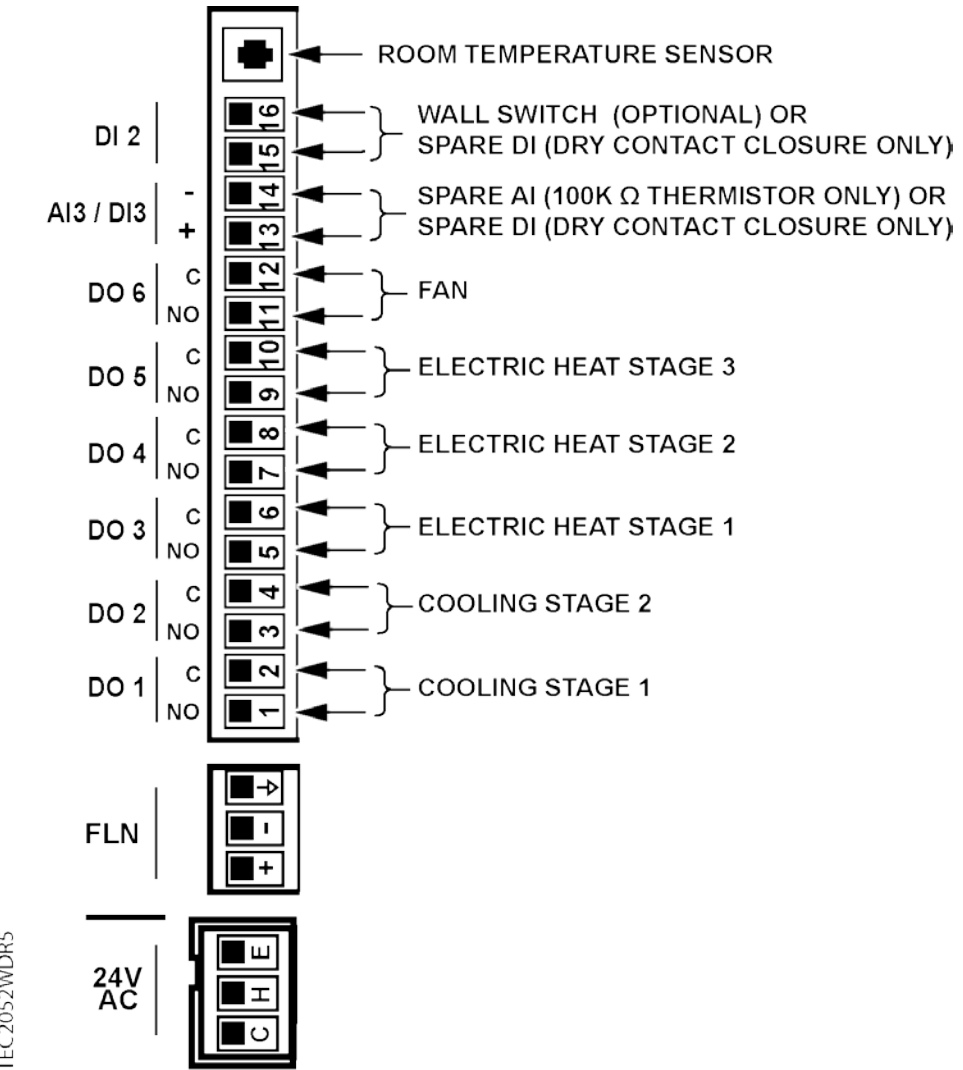 ROOM TEMPERATURE SENSOR
DI 2
16
15
WALL SWITCH (OPTIONAL) OR
SPARE DI (DRY CONTACT CLOSURE ONLY)
AI3 / DI3
-
+
14
13
SPARE AI (100K Ω THERMISTOR ONLY) OR
SPARE DI (DRY CONTACT CLOSURE ONLY)
DO 6
C
NO
12
11
FAN
DO 5
C
NO
10
9
ELECTRIC HEAT STAGE 3
DO 4
C
NO
8
7
ELECTRIC HEAT STAGE 2
DO 3
C
NO
6
5
ELECTRIC HEAT STAGE 1
DO 2
C
NO
4
3
COOLING STAGE 2
DO 1
C
NO
2
1
COOLING STAGE 1
FLN
-
+
24V
AC
E
H
C
TEC2052WDR5